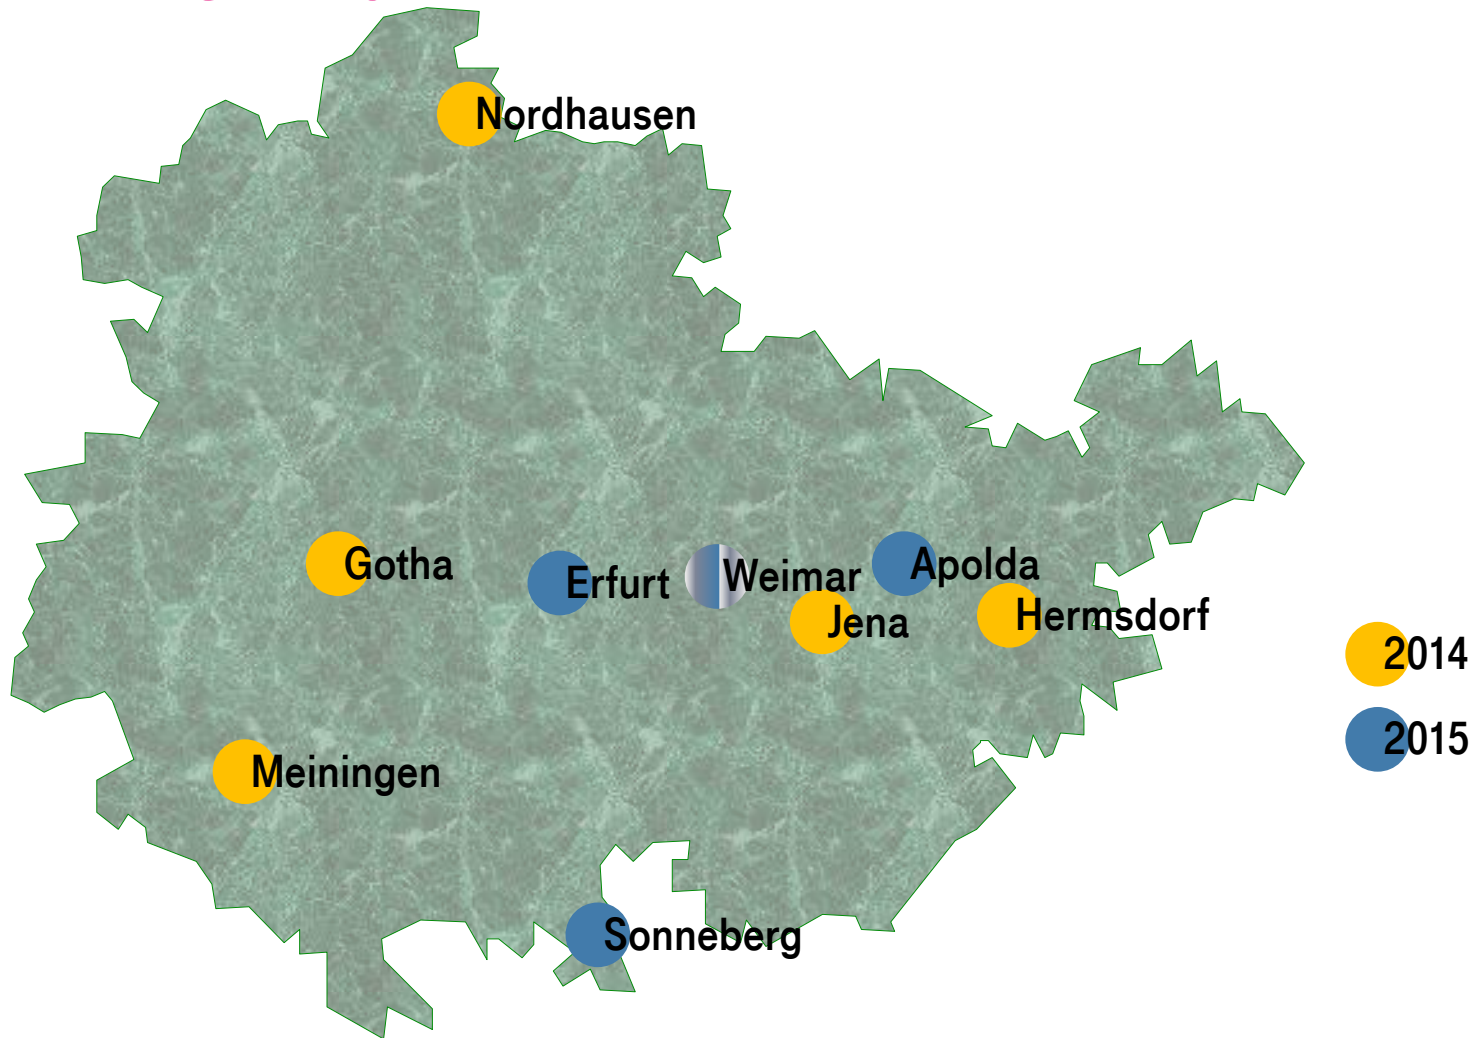 Nordhausen
Gotha
Erfurt
Weimar
Apolda
Jena
Hermsdorf
2014
2015
Meiningen
Sonneberg